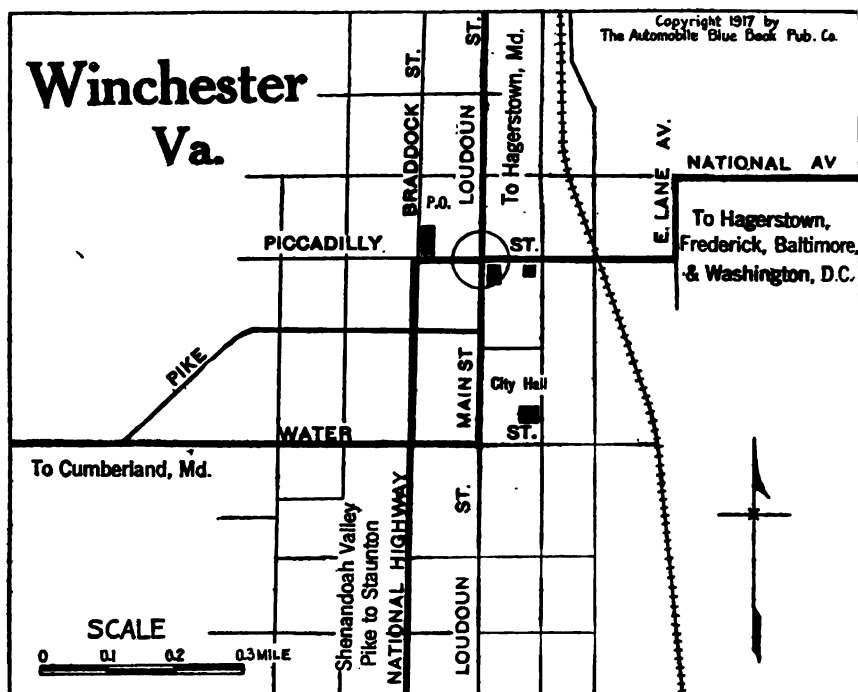 Copyright 1917 by
The Automobile Blue Book Pub. Co.
Winchester
Va.
BRADDOCK ST.
LOUDOUN ST.
To Hagerstown, Md.
E. LANE AV.
NATIONAL AV
P.O.
To Hagerstown,
Frederick, Baltimore,
& Washington, D.C.
PICCADILLY ST.
PIKE
MAIN ST
City Hall
WATER ST.
To Cumberland, Md.
Shenandoah Valley
Pike to Staunton
NATIONAL HIGHWAY
LOUDOUN ST.
SCALE
0 0.1 0.2 0.3 MILE